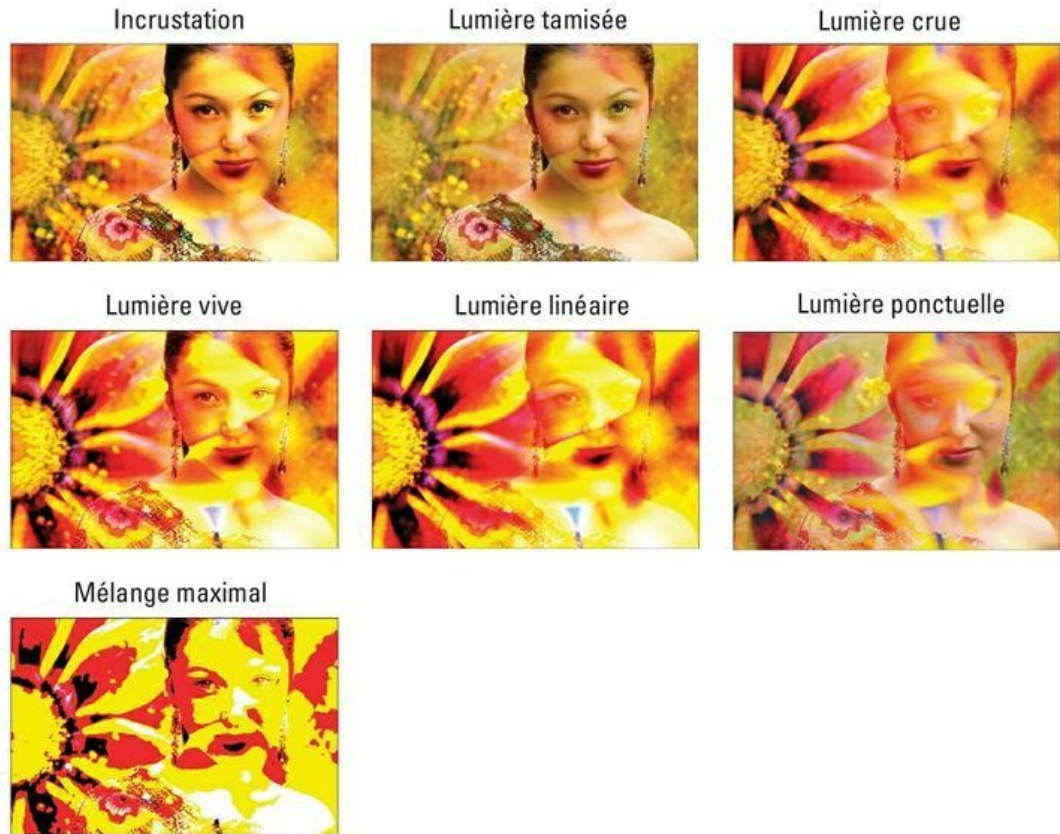 Incrustation
Lumière tamisée
Lumière crue
Lumière vive
Lumière linéaire
Lumière ponctuelle
Mélange maximal